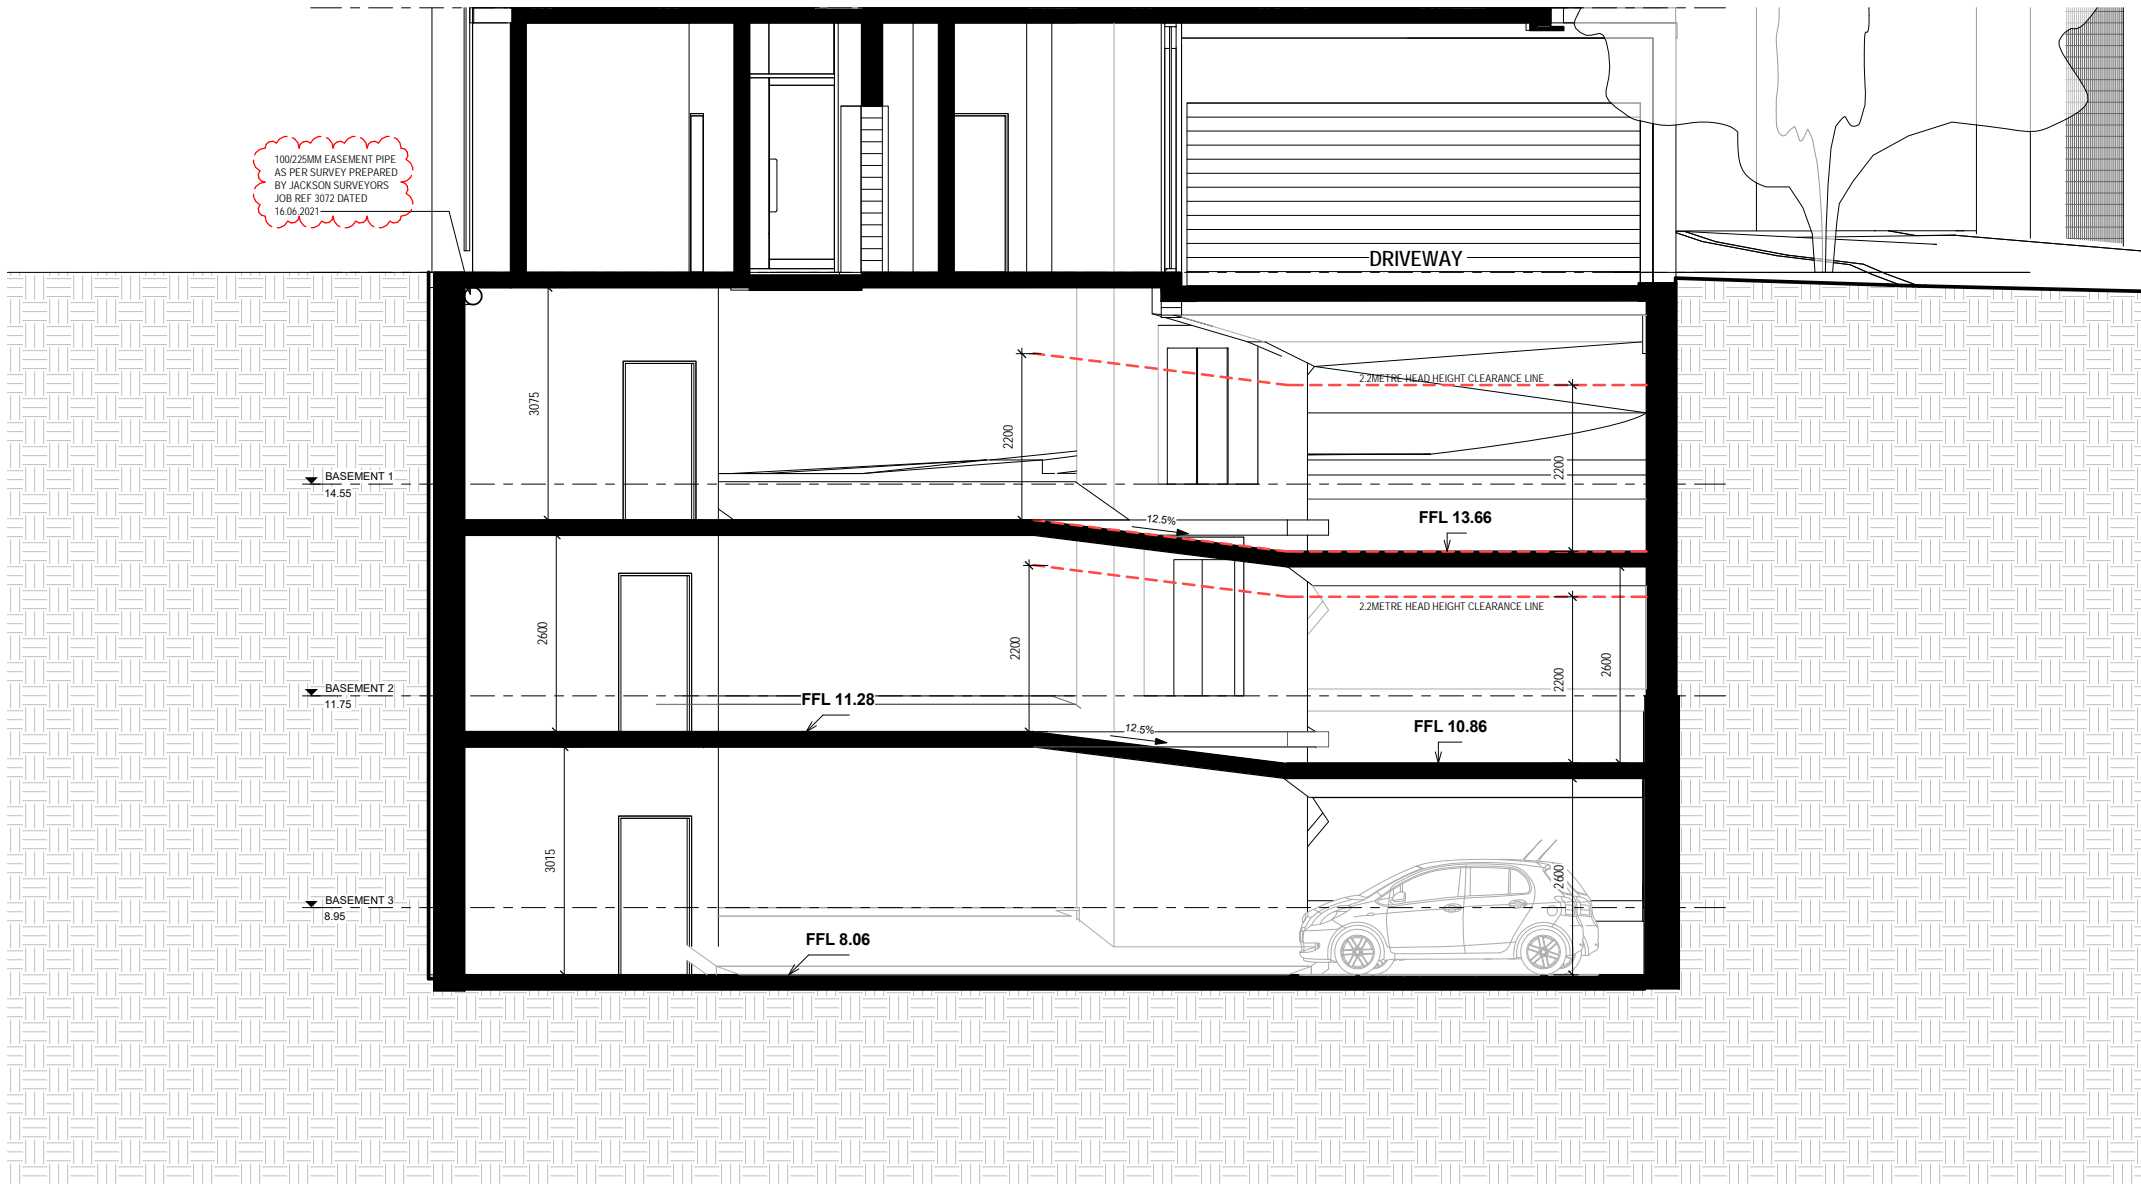 100/225MM EASEMENT PIPE
AS PER SURVEY PREPARED
BY JACKSON SURVEYORS
JOB REF 3072 DATED
16.06.2021
DRIVEWAY
3075
2200
2.2METRE HEAD HEIGHT CLEARANCE LINE
2200
BASEMENT 1
14.55
12.5%
FFL 13.66
2600
2200
2.2METRE HEAD HEIGHT CLEARANCE LINE
2200
2600
BASEMENT 2
11.75
FFL 11.28
12.5%
FFL 10.86
3015
2600
BASEMENT 3
8.95
FFL 8.06